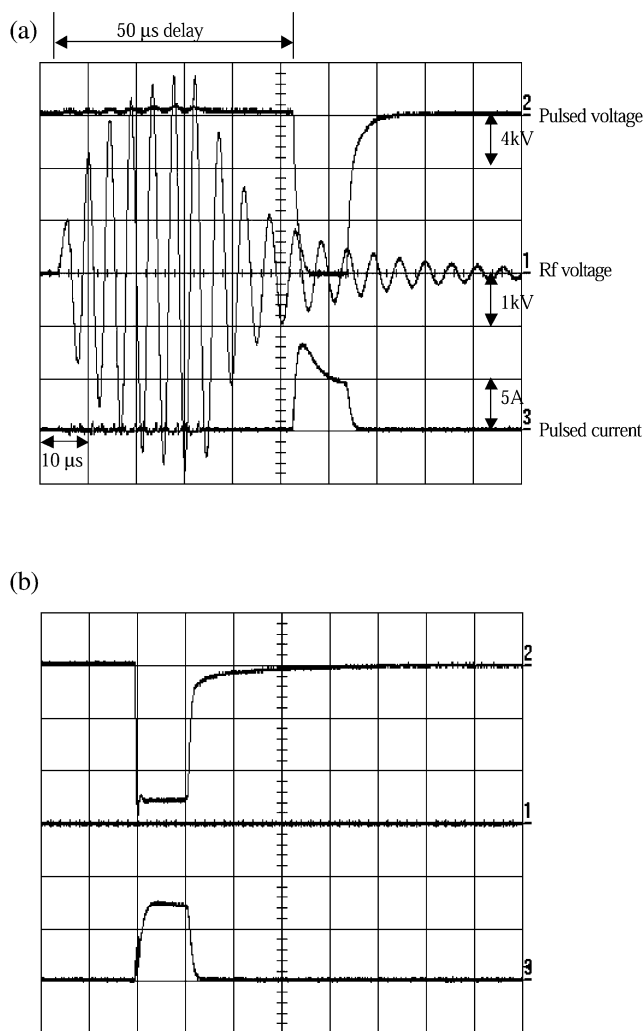 (a)
50 µs delay
2 Pulsed voltage
4kV
1 Rf voltage
1kV
5A
3 Pulsed current
10 µs
(b)
2
1
3